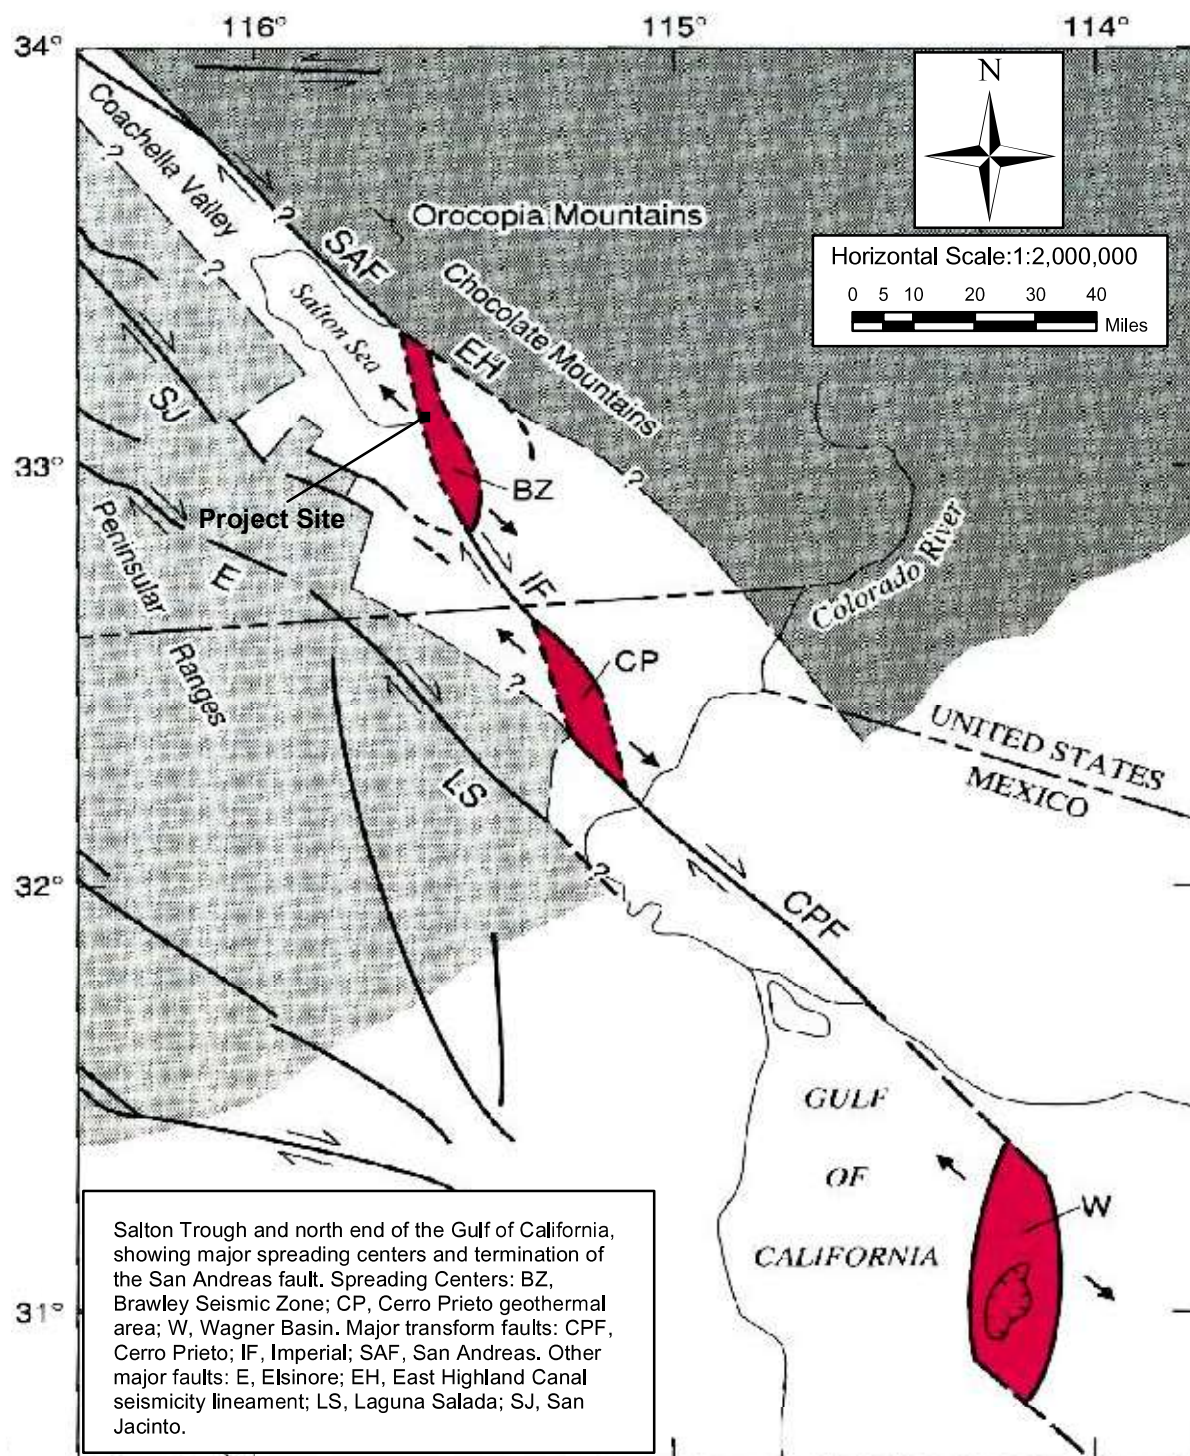 116° 115° 114°
34°
N
Coachella Valley
?
?
?
Orocopia Mountains
Horizontal Scale:1:2,000,000
0 5 10 20 30 40
Miles
SAF
Salton Sea
Chocolate Mountains
EH
SJ
33°
?
BZ
Project Site
Peninsular
Ranges
E
IF
Colorado River
CP
?
UNITED STATES
MEXICO
LS
32°
?
CPF
GULF
OF
CALIFORNIA
W
31°
Salton Trough and north end of the Gulf of California,
showing major spreading centers and termination of
the San Andreas fault. Spreading Centers: BZ,
Brawley Seismic Zone; CP, Cerro Prieto geothermal
area; W, Wagner Basin. Major transform faults: CPF,
Cerro Prieto; IF, Imperial; SAF, San Andreas. Other
major faults: E, Elsinore; EH, East Highland Canal
seismicity lineament; LS, Laguna Salada; SJ, San
Jacinto.